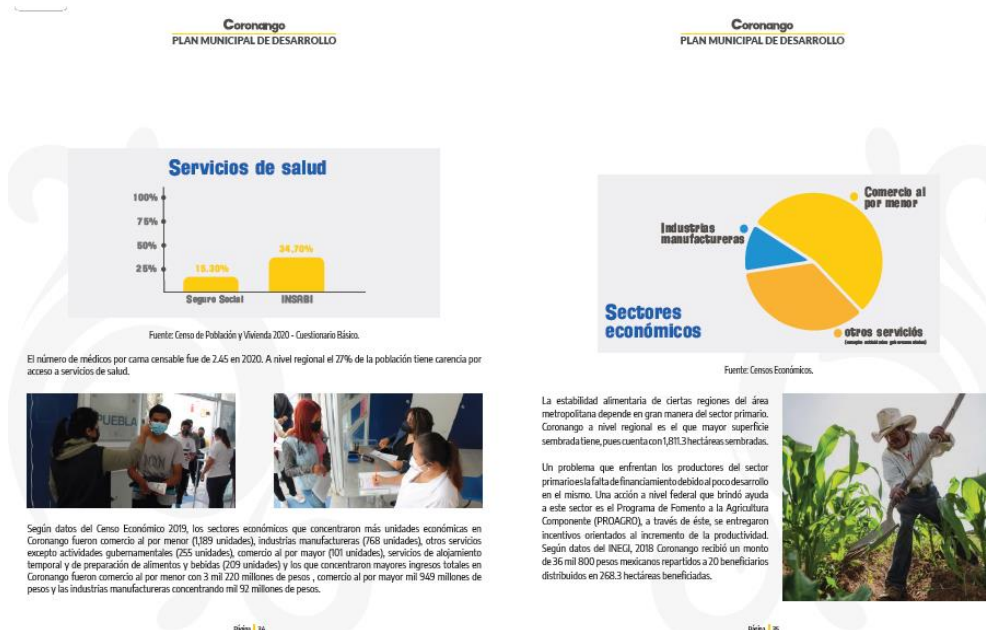 Coronango
PLAN MUNICIPAL DE DESARROLLO
Servicios de salud
100%
75%
50%
25%
15.30%
34.70%
Seguro Social
INSABI
Fuente: Censo de Población y Vivienda 2020 - Cuestionario Básico.
El número de médicos por cama censable fue de 2.45 en 2020. A nivel regional el 27% de la población tiene carencia por
acceso a servicios de salud.
PUEBLA
Según datos del Censo Económico 2019, los sectores económicos que concentraron más unidades económicas en
Coronango fueron comercio al por menor (1,189 unidades), industrias manufactureras (768 unidades), otros servicios
excepto actividades gubernamentales (255 unidades), comercio al por mayor (101 unidades), servicios de alojamiento
temporal y de preparación de alimentos y bebidas (209 unidades) y los que concentraron mayores ingresos totales en
Coronango fueron comercio al por menor con 3 mil 220 millones de pesos , comercio al por mayor mil 949 millones de
pesos y las industrias manufactureras concentrando mil 92 millones de pesos.
Página 34
Coronango
PLAN MUNICIPAL DE DESARROLLO
Comercio al
por menor
Industrias
manufactureras
Sectores
económicos
otros serviciós
Fuente: Censos Económicos.
La estabilidad alimentaria de ciertas regiones del área
metropolitana depende en gran manera del sector primario.
Coronango a nivel regional es el que mayor superficie
sembrada tiene, pues cuenta con 1,811.3 hectáreas sembradas.
Un problema que enfrentan los productores del sector
primario es la falta de financiamiento debido al poco desarrollo
en el mismo. Una acción a nivel federal que brindó ayuda
a este sector es el Programa de Fomento a la Agricultura
Componente (PROAGRO), a través de éste, se entregaron
incentivos orientados al incremento de la productividad.
Según datos del INEGI, 2018 Coronango recibió un monto
de 36 mil 800 pesos mexicanos repartidos a 20 beneficiarios
distribuidos en 268.3 hectáreas beneficiadas.
Página 35